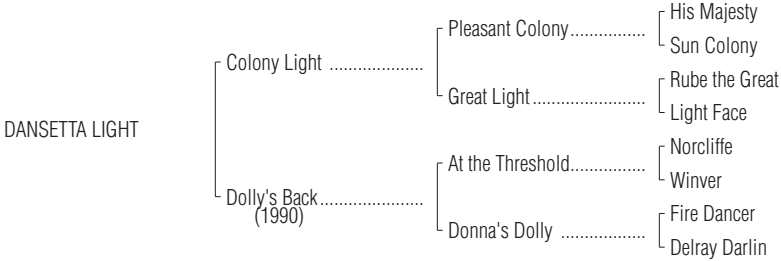 His Majesty
Pleasant Colony................
Sun Colony
Colony Light ....................
Rube the Great
Great Light........................
Light Face
DANSETTA LIGHT
Norcliffe
At the Threshold................
Winver
Dolly's Back......................
(1990)
Fire Dancer
Donna's Dolly ..................
Delray Darlin